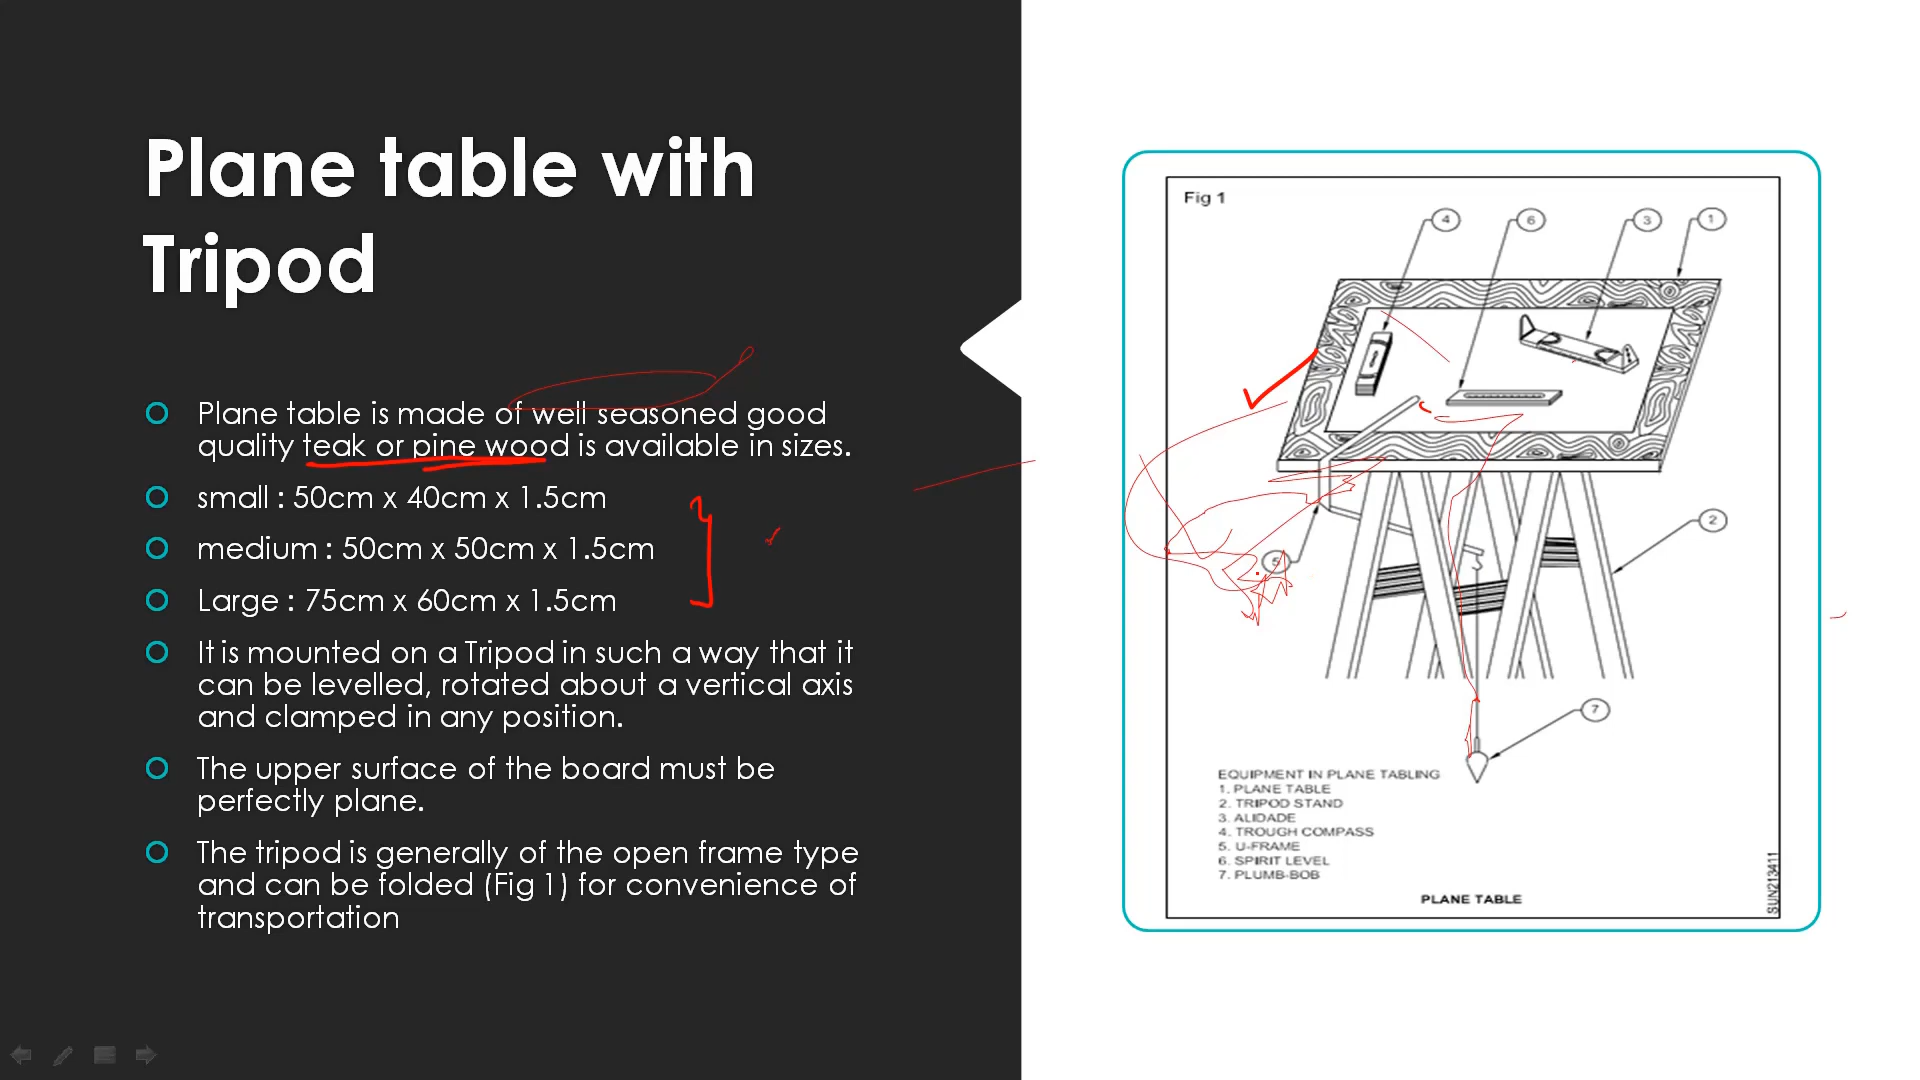 Plane table with
Tripod
Plane table is made of well seasoned good
quality teak or pine wood is available in sizes.
small : 50cm x 40cm x 1.5cm
medium : 50cm x 50cm x 1.5cm
Large : 75cm x 60cm x 1.5cm
It is mounted on a Tripod in such a way that it
can be levelled, rotated about a vertical axis
and clamped in any position.
The upper surface of the board must be
perfectly plane.
The tripod is generally of the open frame type
and can be folded (Fig 1) for convenience of
transportation
Fig 1
4
6
3
1
2
5
7
EQUIPMENT IN PLANE TABLING
1. PLANE TABLE
2. TRIPOD STAND
3. ALIDADE
4. TROUGH COMPASS
5. U-FRAME
6. SPIRIT LEVEL
7. PLUMB-BOB
PLANE TABLE
SUN213411